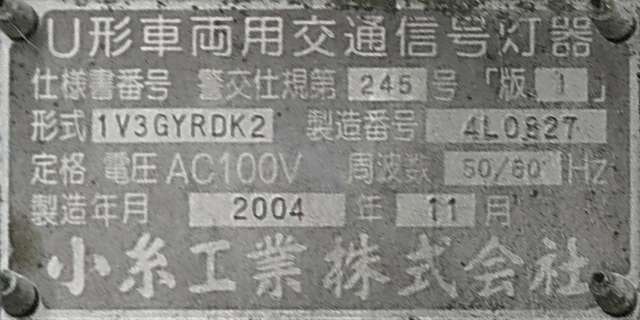 U形車両用交通信号灯器
仕様書番号 警交仕規第 245 号 「版 1 」
形式 1V3GYRDK2 製造番号 4L0827
定格 電圧 AC100V 周波数 50/60 Hz
製造年月 2004 年 11 月
小糸工業株式会社